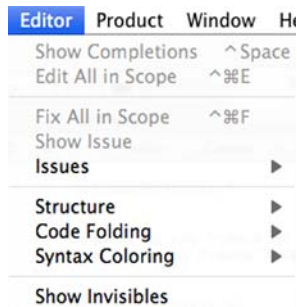 Editor Product Window
Show Completions ^ Space
Edit All in Scope ^⌘E
Fix All in Scope ^⌘F
Show Issue
Issues ▶
Structure ▶
Code Folding ▶
Syntax Coloring ▶
Show Invisibles